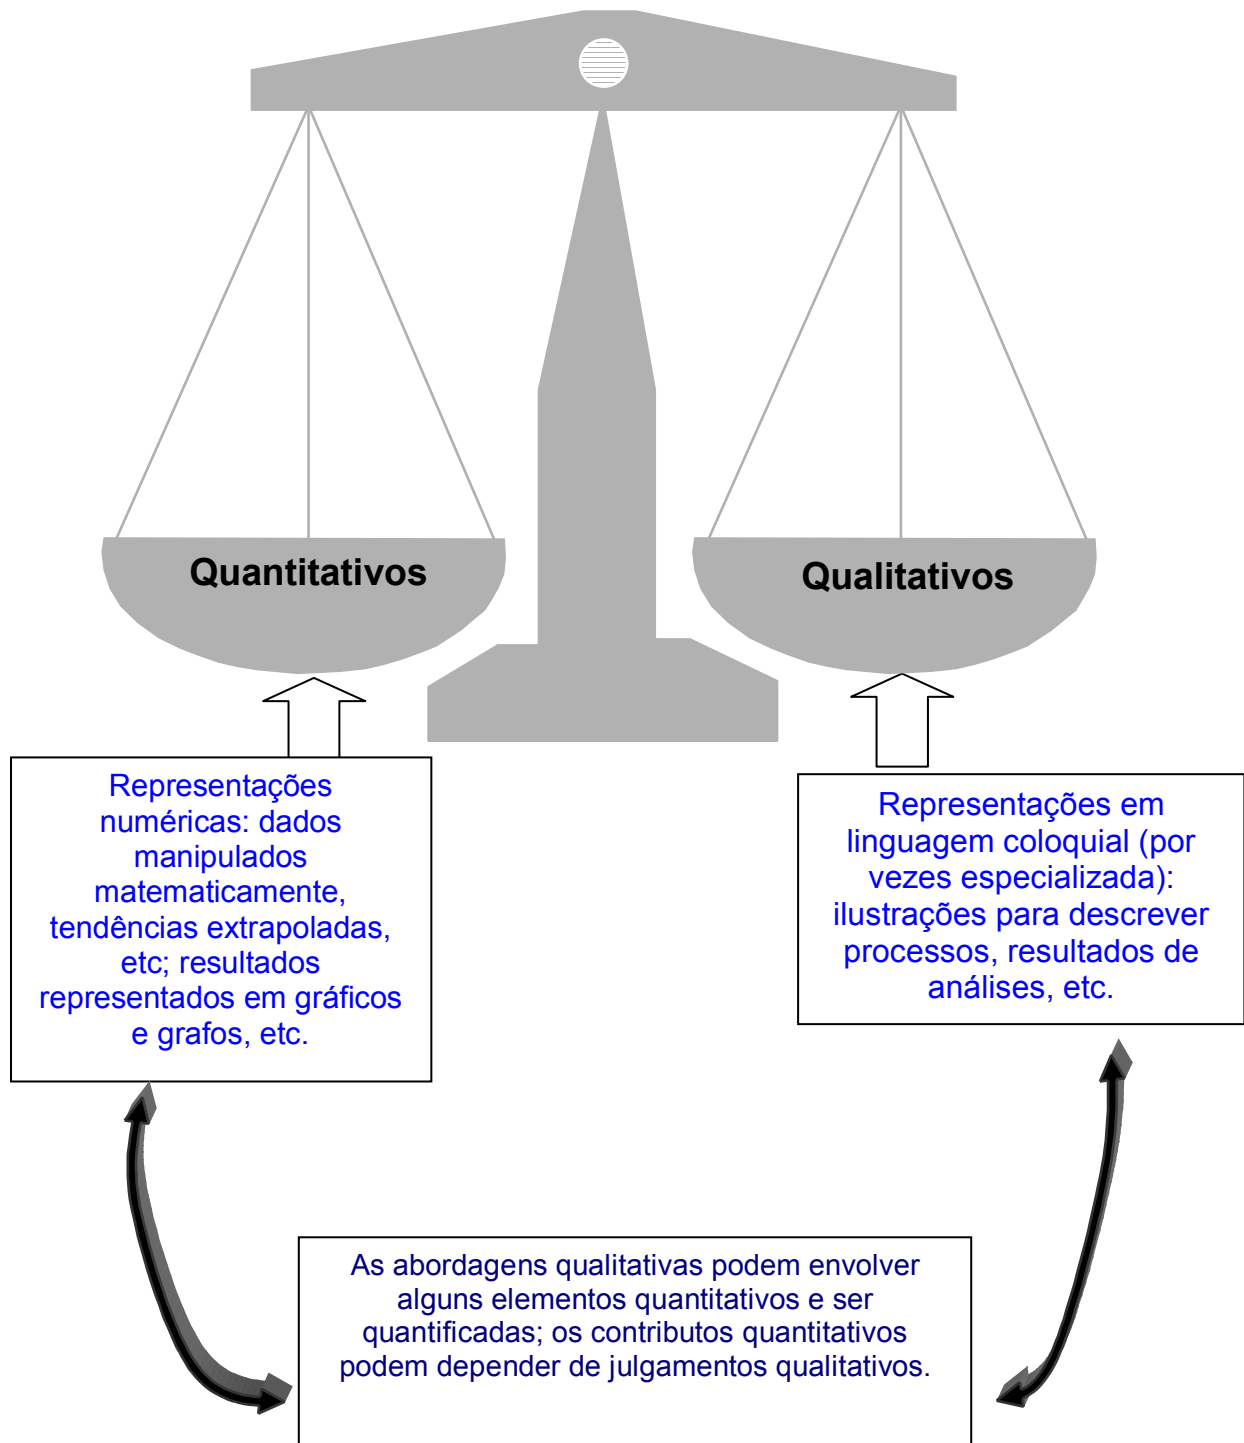 Quantitativos
Qualitativos
Representações
numéricas: dados
manipulados
matematicamente,
tendências extrapoladas,
etc; resultados
representados em gráficos
e grafos, etc.
Representações em
linguagem coloquial (por
vezes especializada):
ilustrações para descrever
processos, resultados de
análises, etc.
As abordagens qualitativas podem envolver
alguns elementos quantitativos e ser
quantificadas; os contributos quantitativos
podem depender de julgamentos qualitativos.